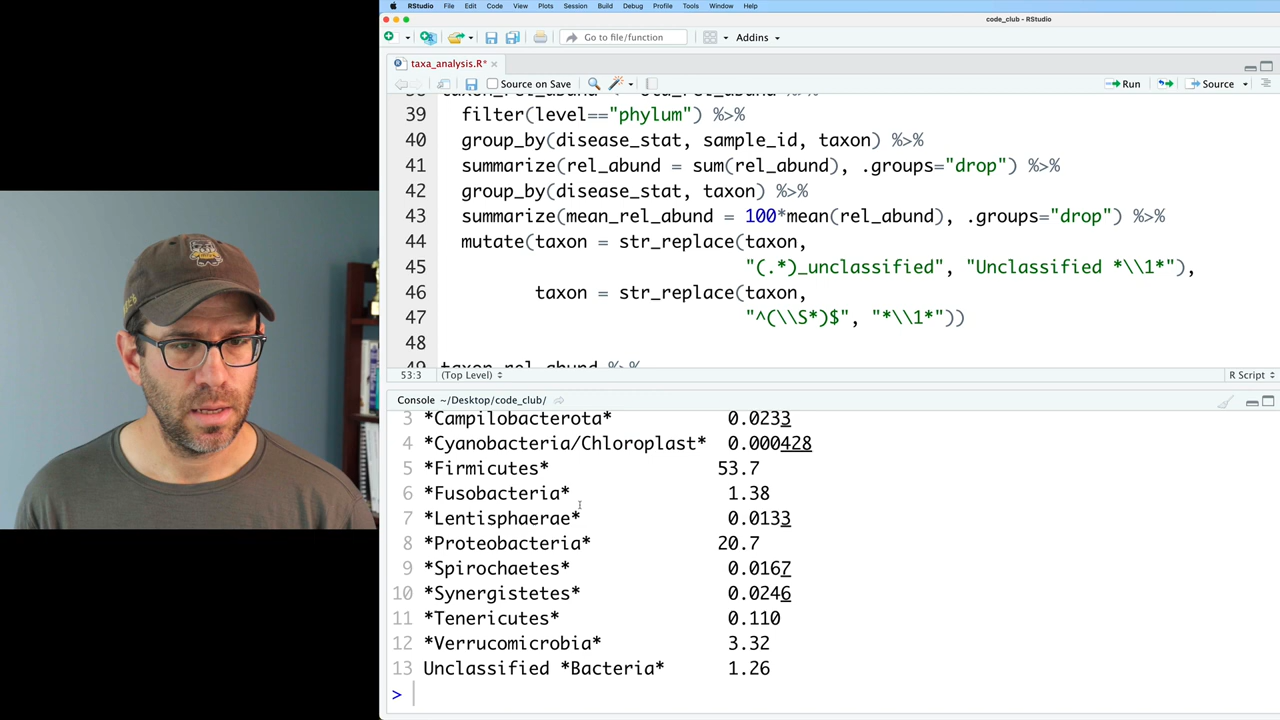 RStudio File Edit Code View Plots Session Build Debug Profile Tools Window Help
code_club - RStudio
Go to file/function Addins
taxa_analysis.R*
Source on Save Run Source
39 filter(level=="phylum") %>%
40 group_by(disease_stat, sample_id, taxon) %>%
41 summarize(rel_abund = sum(rel_abund), .groups="drop") %>%
42 group_by(disease_stat, taxon) %>%
43 summarize(mean_rel_abund = 100*mean(rel_abund), .groups="drop") %>%
44 mutate(taxon = str_replace(taxon,
45 "(.*)_unclassified", "Unclassified *\\1*"),
46 taxon = str_replace(taxon,
47 "^(\\S*)$", "*\\1*"))
48
49 taxon_rel_abund %>%
53:3 (Top Level) R Script
Console ~/Desktop/code_club/
3 *Campilobacterota* 0.0233
4 *Cyanobacteria/Chloroplast* 0.000428
5 *Firmicutes* 53.7
6 *Fusobacteria* 1.38
7 *Lentisphaerae* 0.0133
8 *Proteobacteria* 20.7
9 *Spirochaetes* 0.0167
10 *Synergistetes* 0.0246
11 *Tenericutes* 0.110
12 *Verrucomicrobia* 3.32
13 Unclassified *Bacteria* 1.26
>